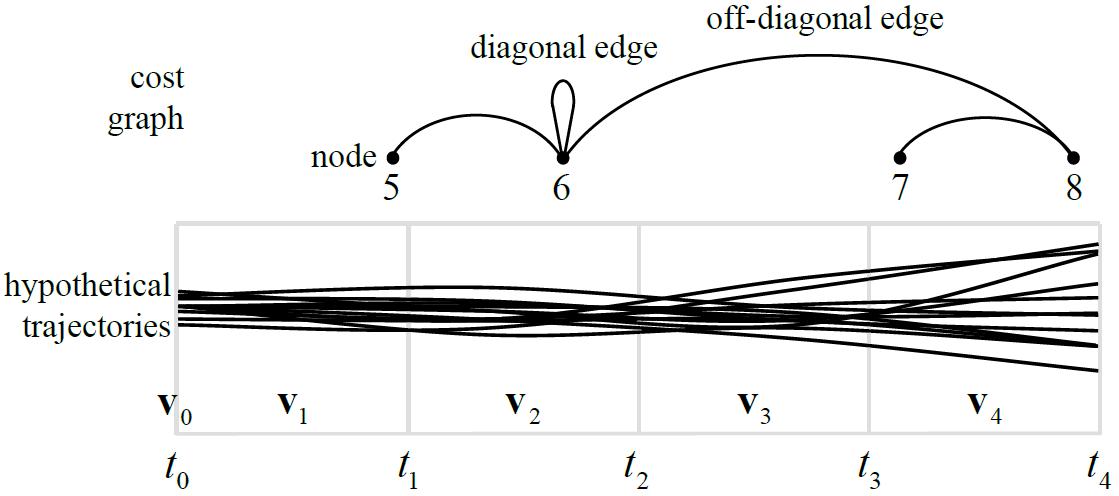 off-diagonal edge
diagonal edge
cost
graph
node
5 6 7 8
hypothetical
trajectories
v₀ v₁ v₂ v₃ v₄
t₀ t₁ t₂ t₃ t₄